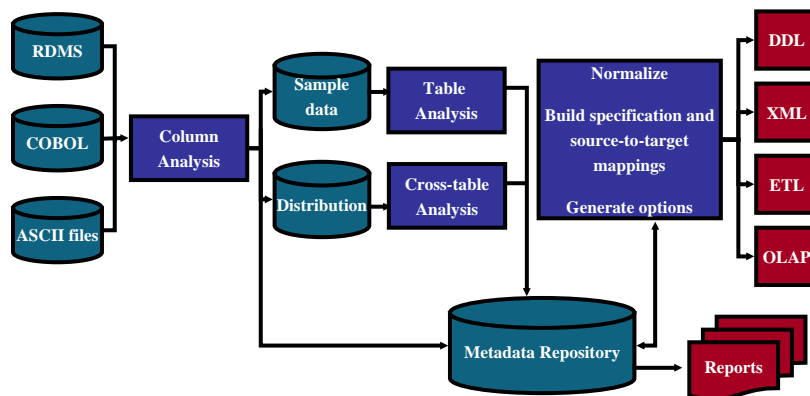 RDMS
COBOL
ASCII files
Column
Analysis
Sample
data
Distribution
Table
Analysis
Cross-table
Analysis
Normalize
Build specification and
source-to-target
mappings
Generate options
DDL
XML
ETL
OLAP
Metadata Repository
Reports